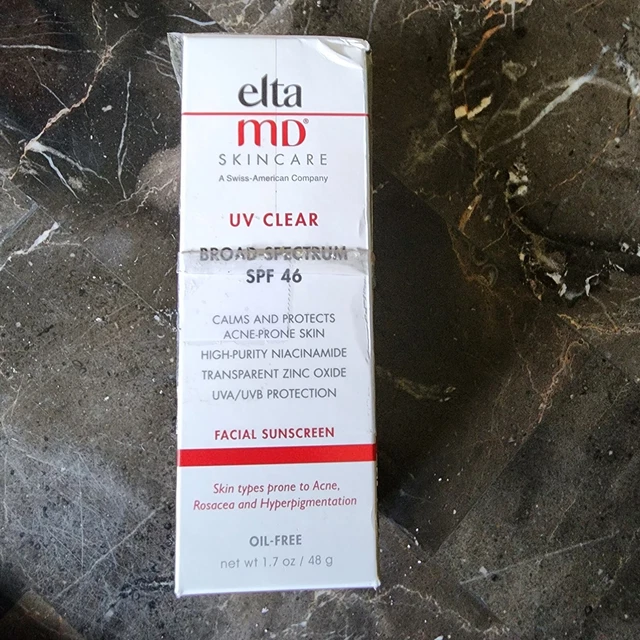 elta
MD®
SKINCARE
A Swiss-American Company
UV CLEAR
BROAD-SPECTRUM
SPF 46
CALMS AND PROTECTS
ACNE-PRONE SKIN
HIGH-PURITY NIACINAMIDE
TRANSPARENT ZINC OXIDE
UVA/UVB PROTECTION
FACIAL SUNSCREEN
Skin types prone to Acne,
Rosacea and Hyperpigmentation
OIL-FREE
net wt 1.7 oz / 48 g